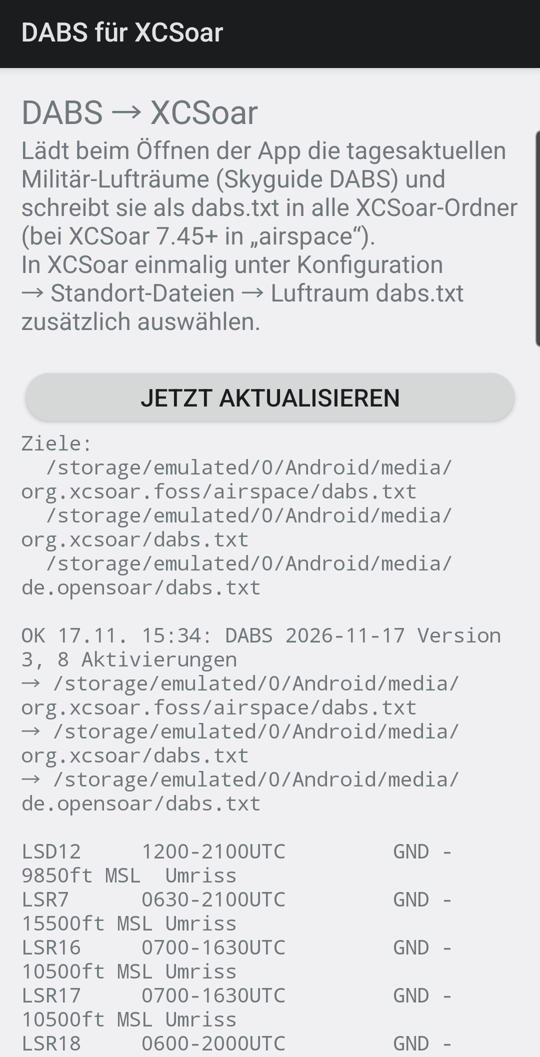 DABS für XCSoar
DABS → XCSoar
Lädt beim Öffnen der App die tagesaktuellen
Militär-Lufträume (Skyguide DABS) und
schreibt sie als dabs.txt in alle XCSoar-Ordner
(bei XCSoar 7.45+ in „airspace“).
In XCSoar einmalig unter Konfiguration
→ Standort-Dateien → Luftraum dabs.txt
zusätzlich auswählen.
JETZT AKTUALISIEREN
Ziele:
/storage/emulated/0/Android/media/
org.xcsoar.foss/airspace/dabs.txt
/storage/emulated/0/Android/media/
org.xcsoar/dabs.txt
/storage/emulated/0/Android/media/
de.opensoar/dabs.txt
OK 17.11. 15:34: DABS 2026-11-17 Version
3, 8 Aktivierungen
→ /storage/emulated/0/Android/media/
org.xcsoar.foss/airspace/dabs.txt
→ /storage/emulated/0/Android/media/
org.xcsoar/dabs.txt
→ /storage/emulated/0/Android/media/
de.opensoar/dabs.txt
LSD12 1200-2100UTC GND -
9850ft MSL Umriss
LSR7 0630-2100UTC GND -
15500ft MSL Umriss
LSR16 0700-1630UTC GND -
10500ft MSL Umriss
LSR17 0700-1630UTC GND -
10500ft MSL Umriss
LSR18 0600-2000UTC GND -